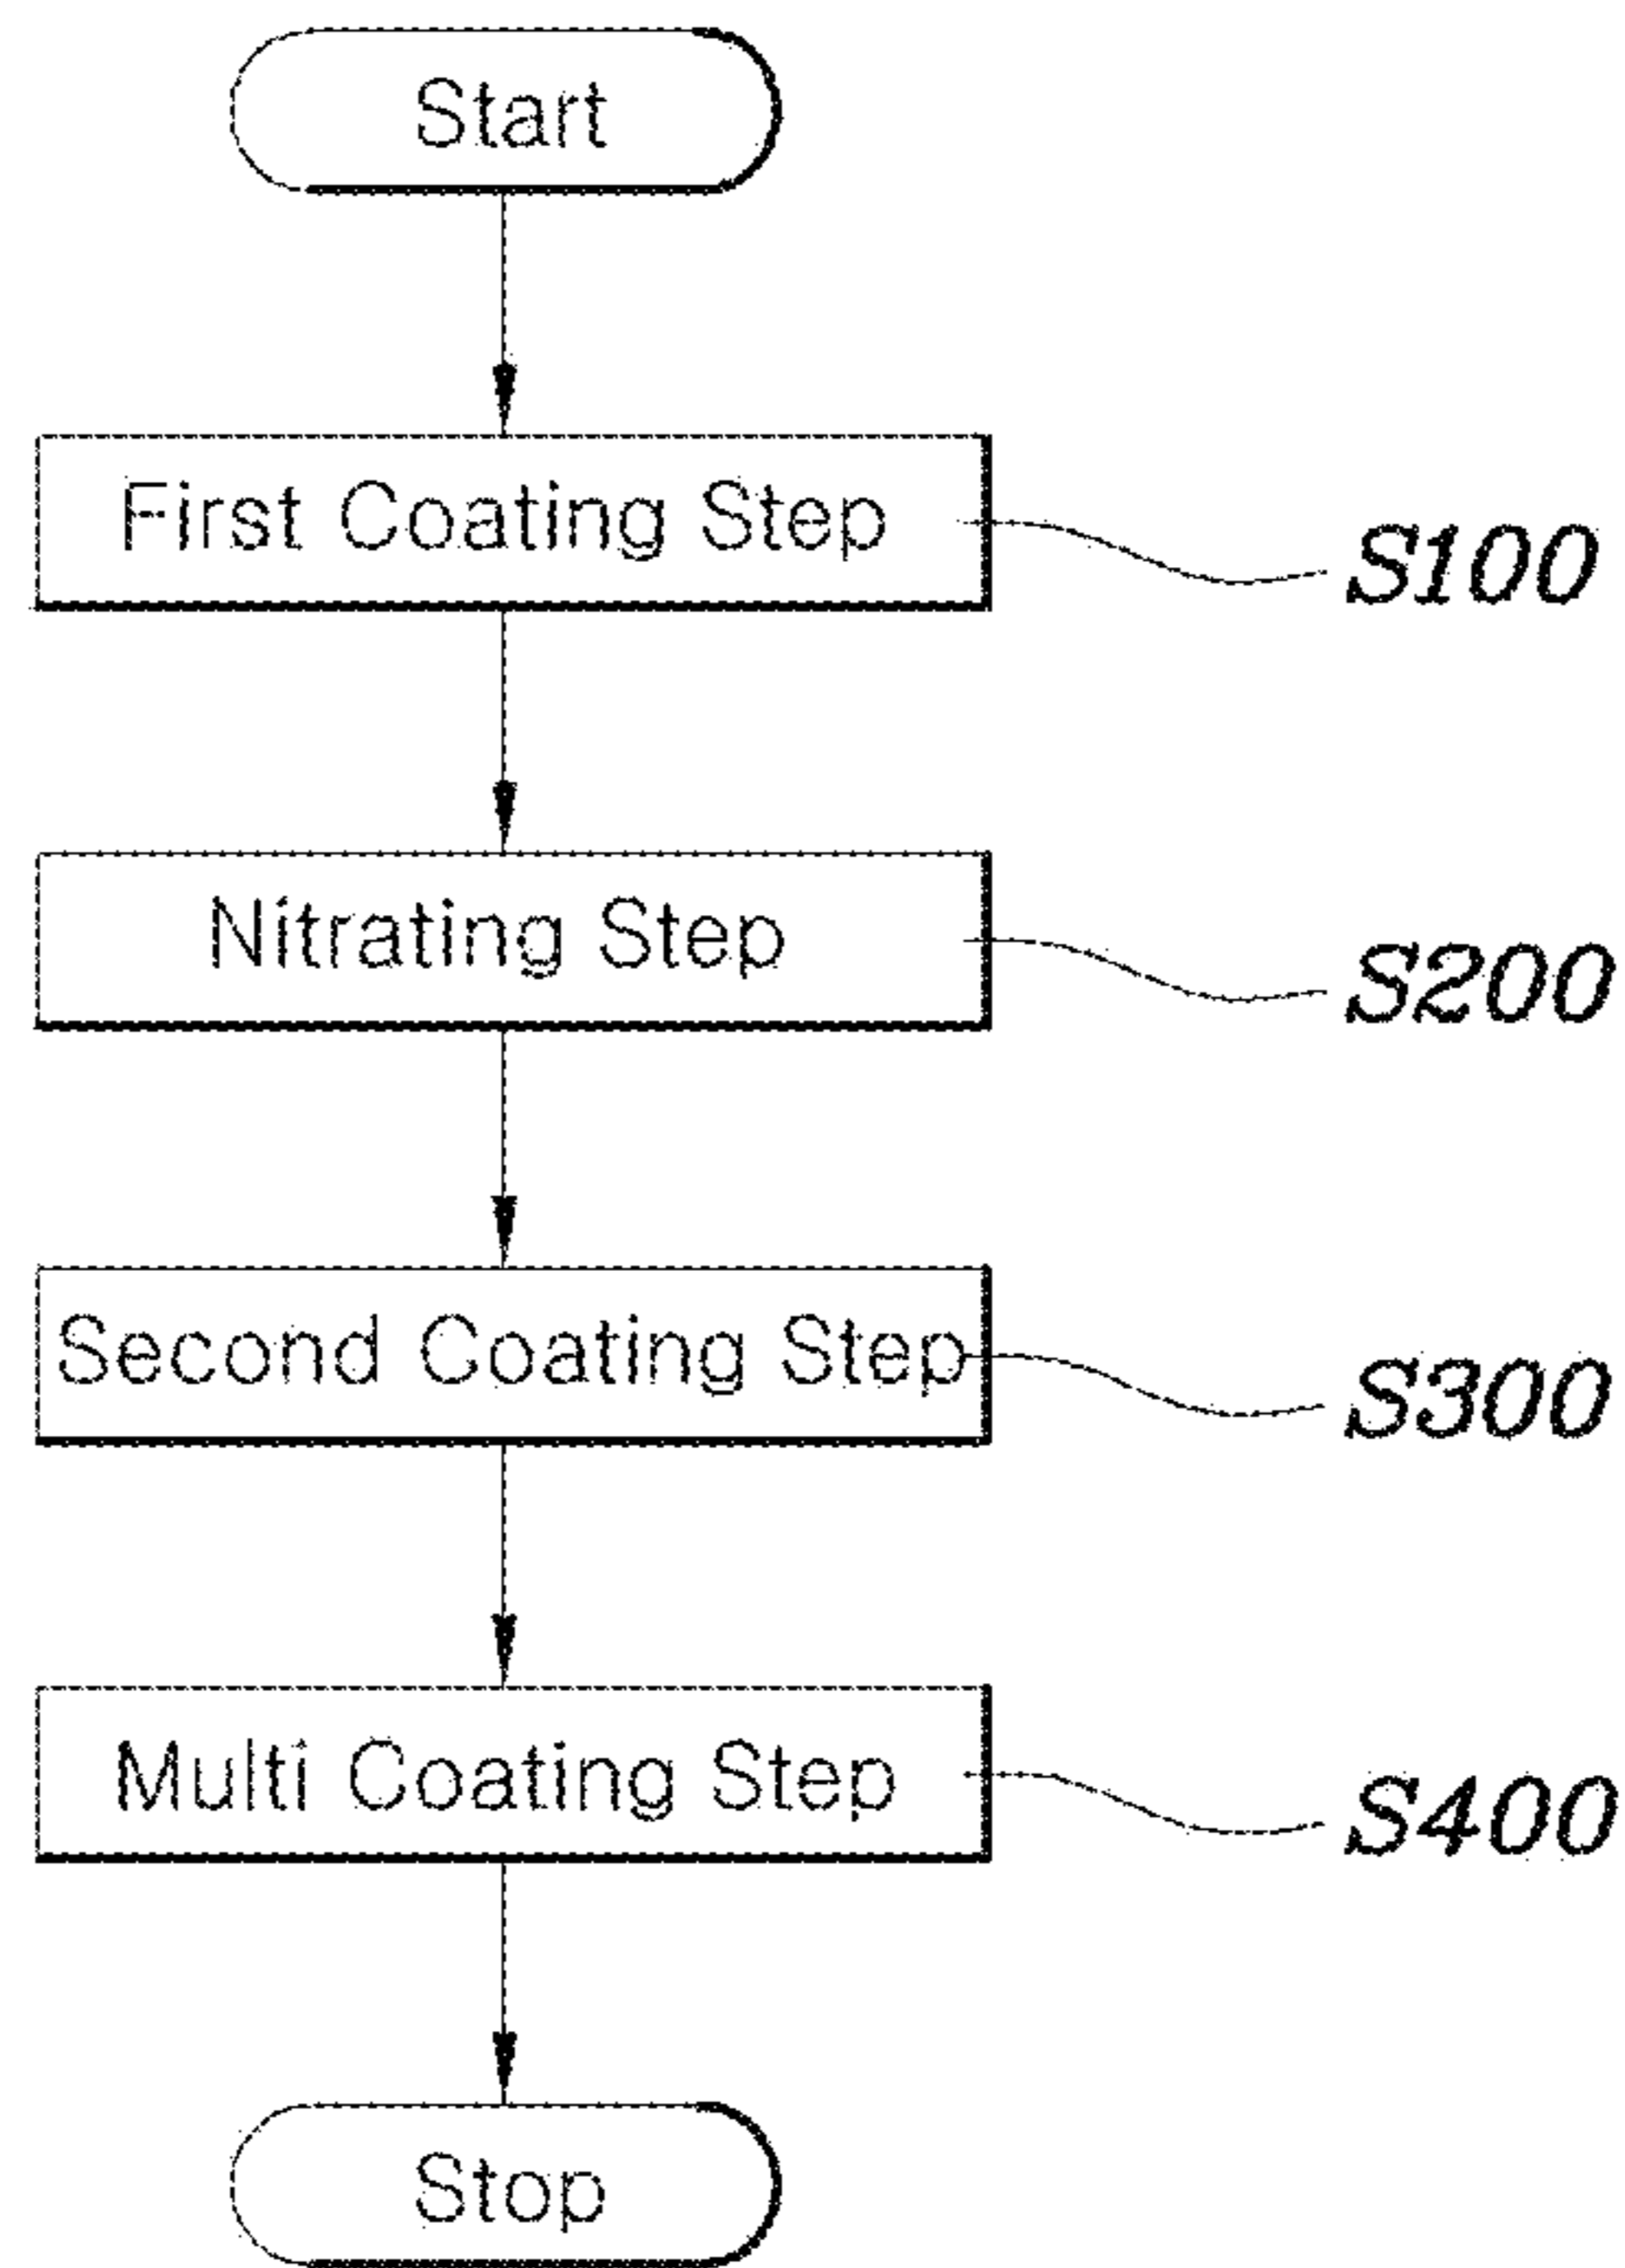 Start
First Coating Step
S100
Nitrating Step
S200
Second Coating Step
S300
Multi Coating Step
S400
Stop